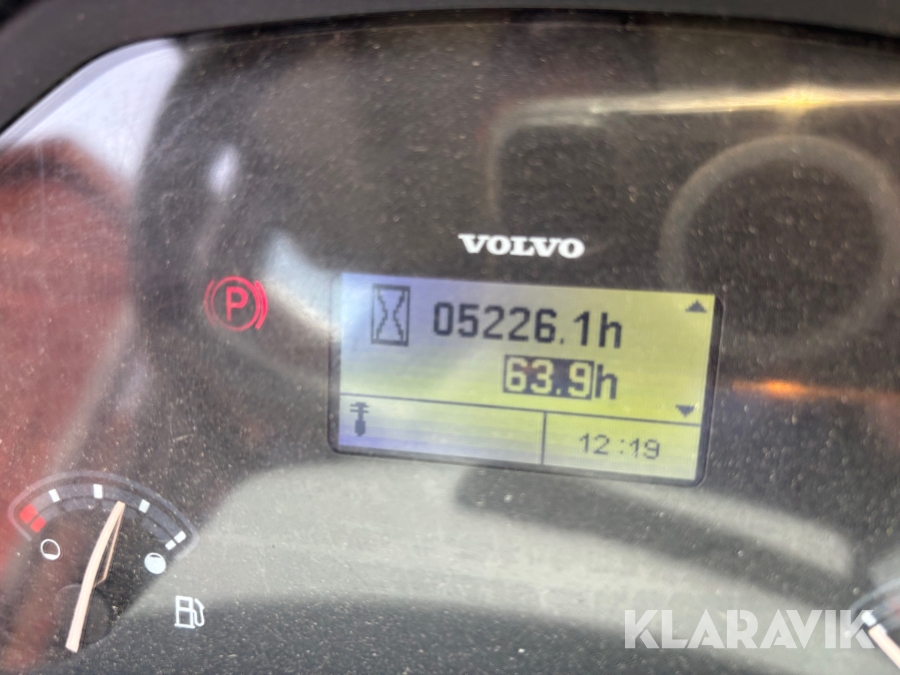 VOLVO
P
05226.1h
63.9h
12:19
KLARAVIK